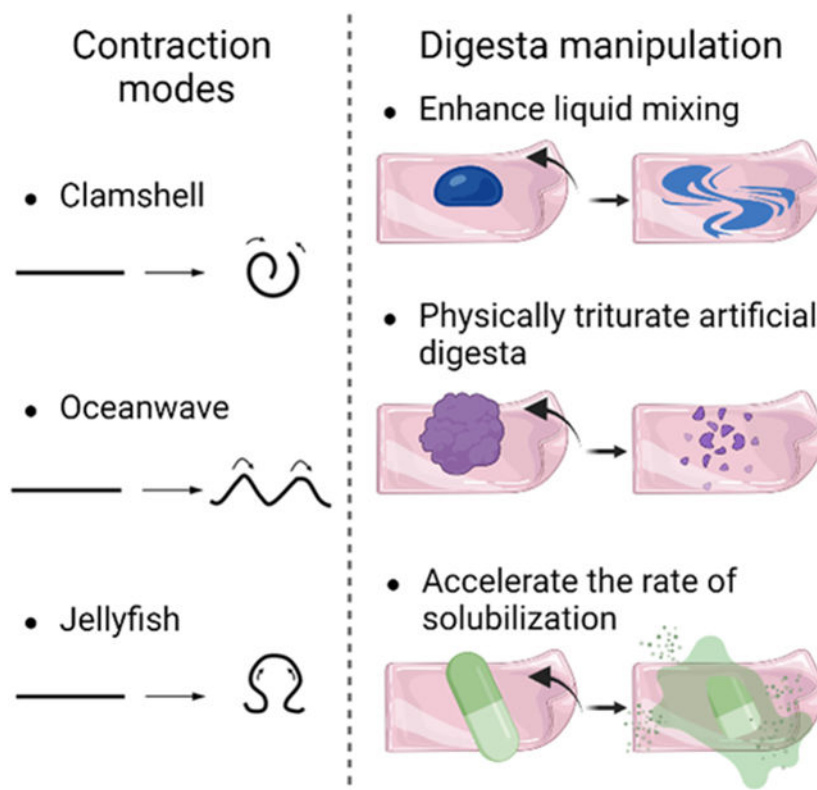 Contraction
modes
• Clamshell
• Oceanwave
• Jellyfish
Digesta manipulation
• Enhance liquid mixing
• Physically triturate artificial
digesta
• Accelerate the rate of
solubilization